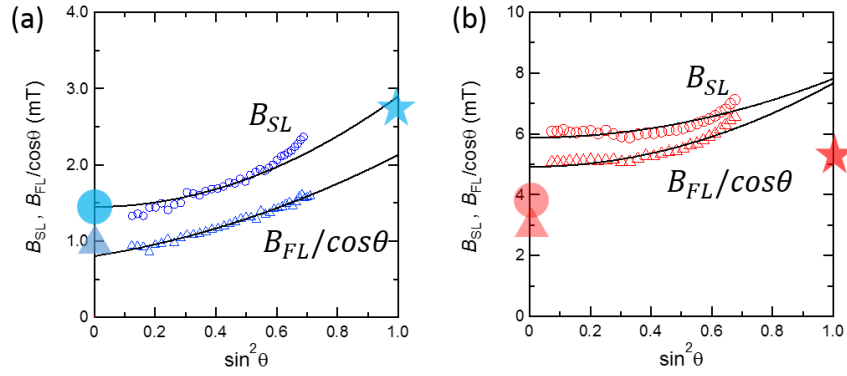 (a)
B_SL , B_FL/cosθ (mT)
4.0
3.0
2.0
1.0
0
B_SL
B_FL/cosθ
0 0.2 0.4 0.6 0.8 1.0
sin²θ
(b)
B_SL , B_FL/cosθ (mT)
10
8
6
4
2
0
B_SL
B_FL/cosθ
0 0.2 0.4 0.6 0.8 1.0
sin²θ